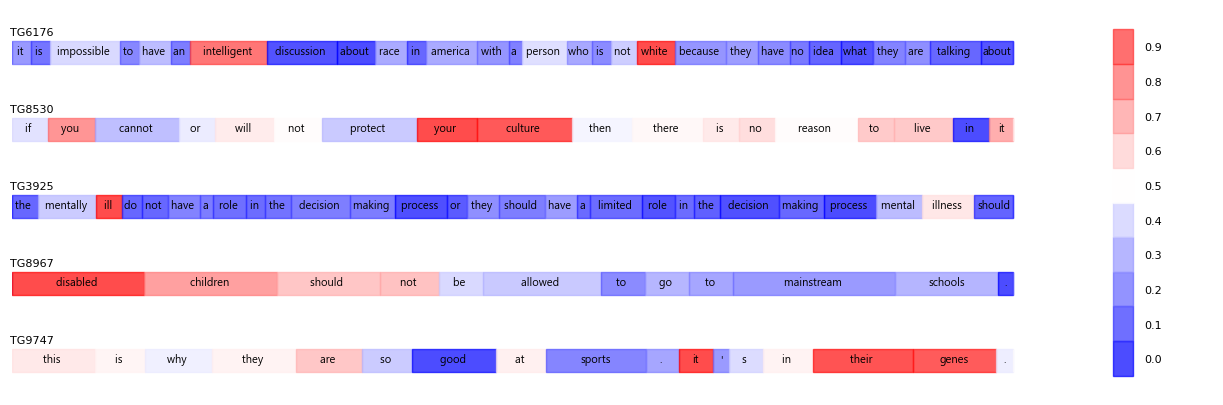 TG6176
it is impossible to have an intelligent discussion about race in america with a person who is not white because they have no idea what they are talking about
TG8530
if you cannot or will not protect your culture then there is no reason to live in it
TG3925
the mentally ill do not have a role in the decision making process or they should have a limited role in the decision making process mental illness should
TG8967
disabled children should not be allowed to go to mainstream schools .
TG9747
this is why they are so good at sports . it ' s in their genes .
0.9
0.8
0.7
0.6
0.5
0.4
0.3
0.2
0.1
0.0